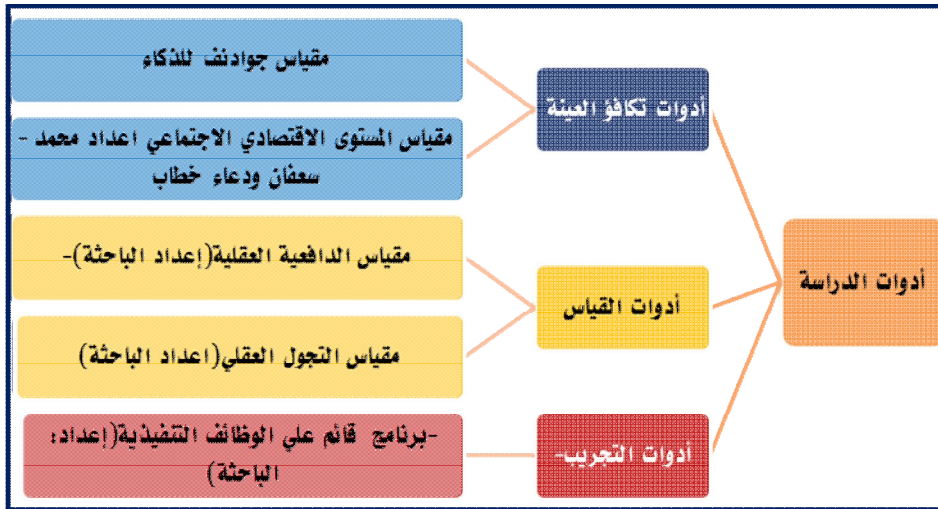 أدوات الدراسة
أدوات تكافؤ العينة
مقياس جوادنف للذكاء
مقياس المستوى الاقتصادي الاجتماعي اعداد محمد -
سعفان ودعاء خطاب
أدوات القياس
مقياس الدافعية العقلية(إعداد الباحثة)-
مقياس التجول العقلي(اعداد الباحثة)
أدوات التجريب-
-برنامج قائم علي الوظائف التنفيذية(إعداد:
الباحثة)